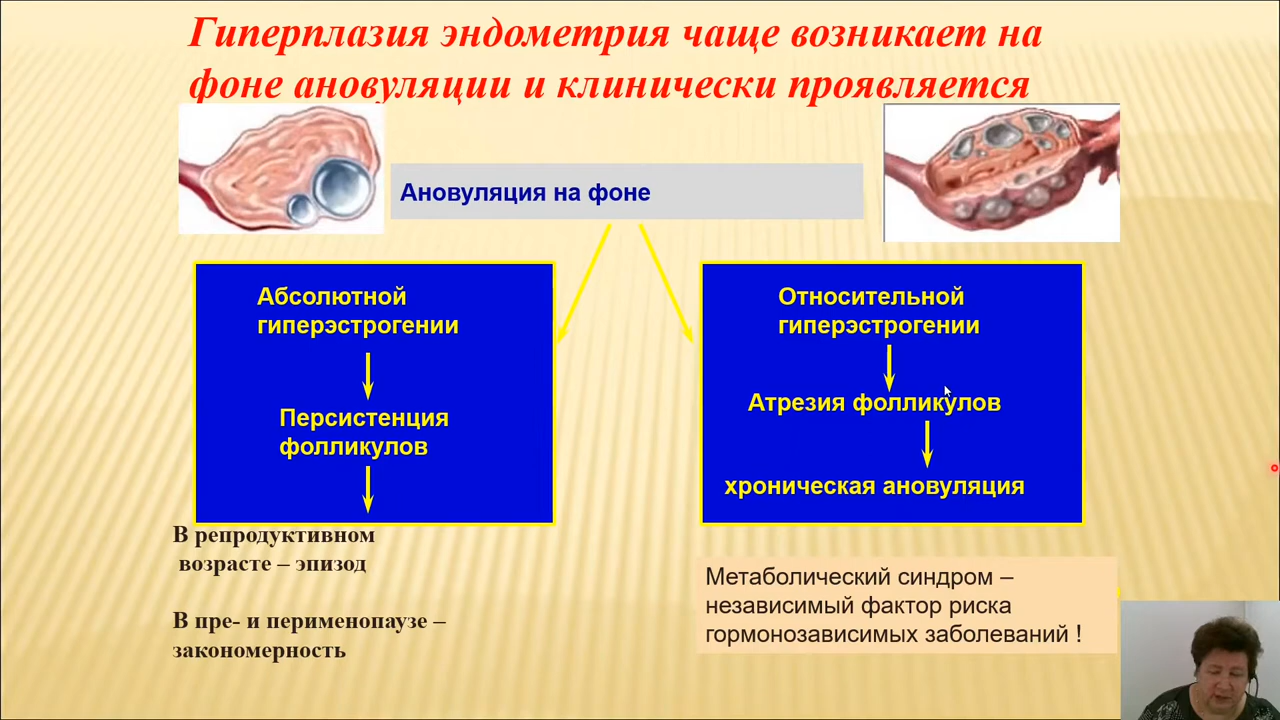 Гиперплазия эндометрия чаще возникает на
фоне ановуляции и клинически проявляется
Ановуляция на фоне
Абсолютной
гиперэстрогении
Персистенция
фолликулов
В репродуктивном
возрасте – эпизод
В пре- и перименопаузе –
закономерность
Относительной
гиперэстрогении
Атрезия фолликулов
хроническая ановуляция
Метаболический синдром –
независимый фактор риска
гормонозависимых заболеваний !